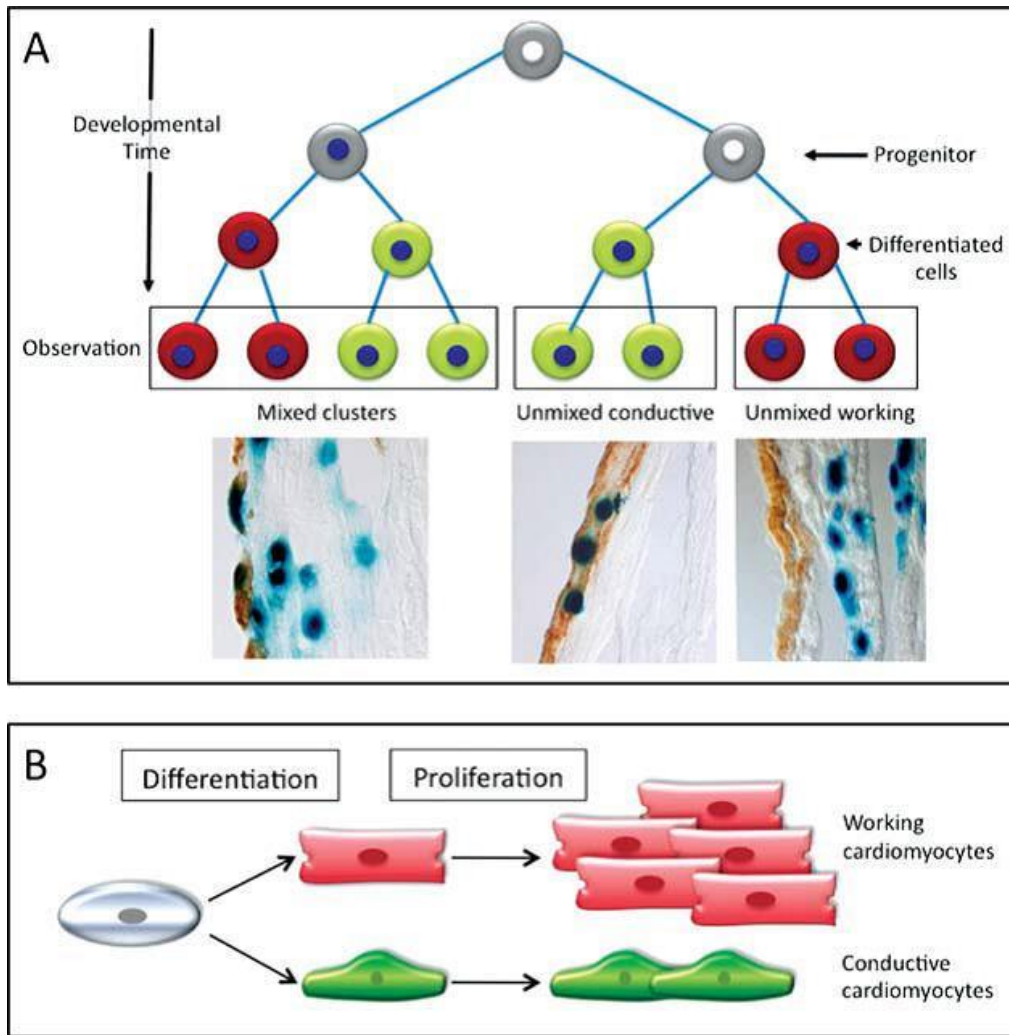 A
Developmental
Time
Progenitor
Differentiated
cells
Observation
Mixed clusters
Unmixed conductive
Unmixed working
B
Differentiation
Proliferation
Working
cardiomyocytes
Conductive
cardiomyocytes